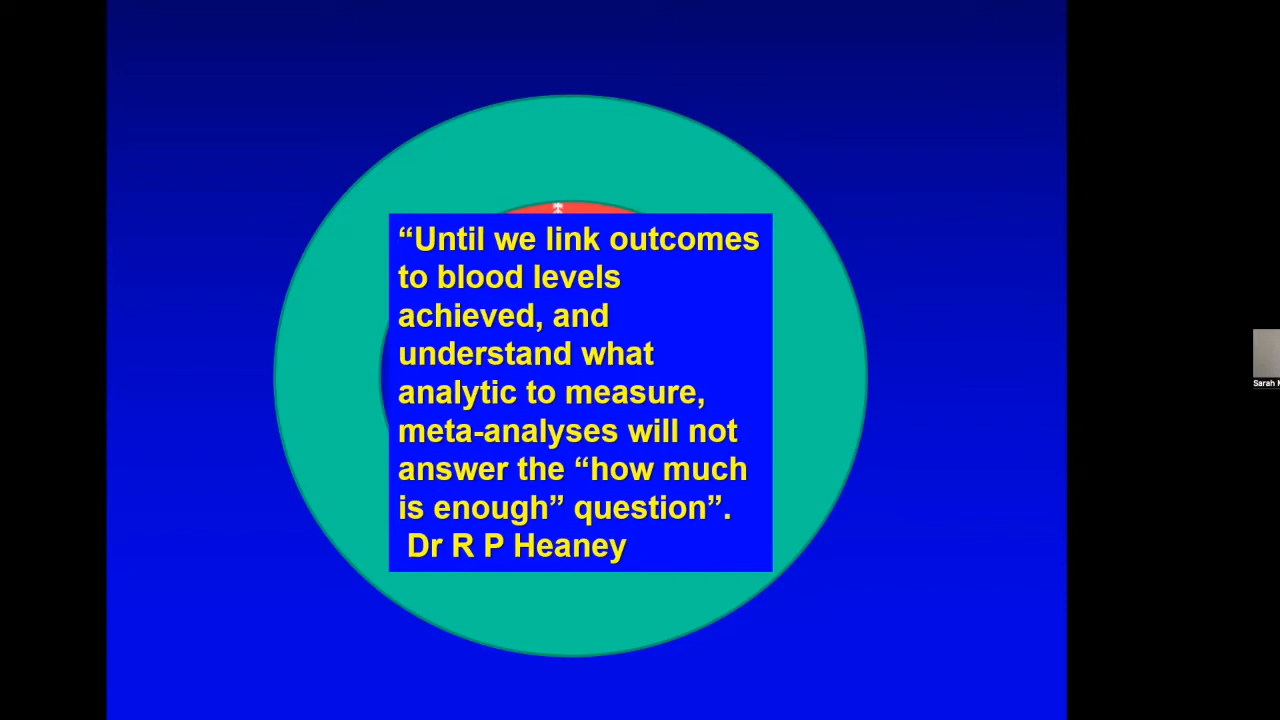 “Until we link outcomes
to blood levels
achieved, and
understand what
analytic to measure,
meta-analyses will not
answer the “how much
is enough” question”.
Dr R P Heaney
Sarah M